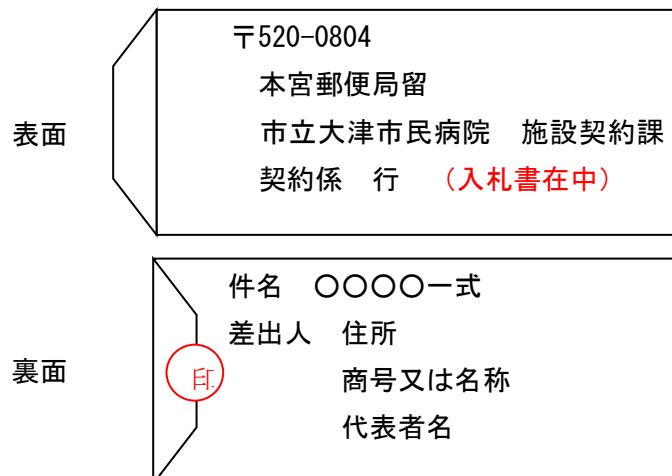 表面
〒520-0804
本宮郵便局留
市立大津市民病院　施設契約課
契約係　行　（入札書在中）
裏面
件名　〇〇〇〇一式
差出人　住所
商号又は名称
代表者名
印